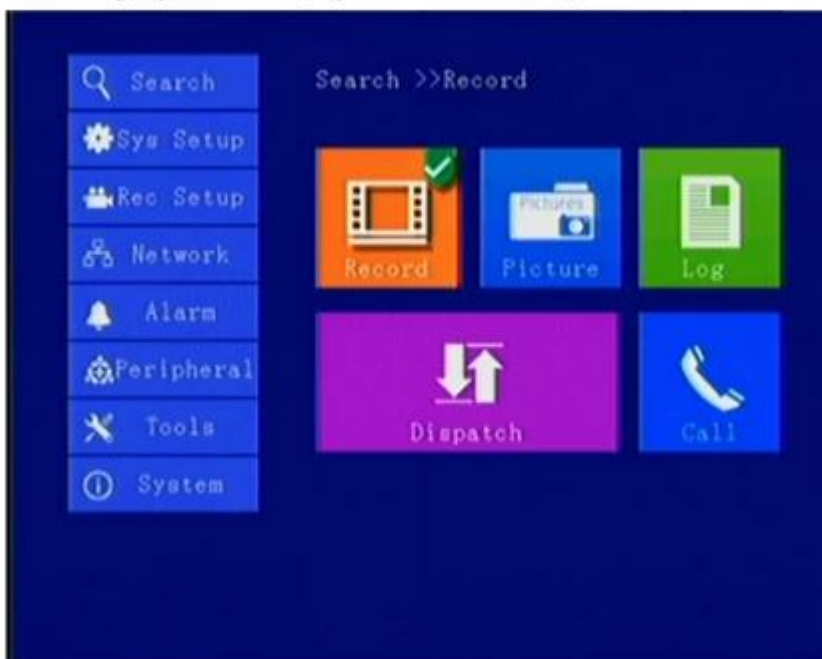 Search
Sys Setup
Rec Setup
Network
Alarm
Peripheral
Tools
System
Search >>Record
Record
Pictures
Picture
Log
Dispatch
Call